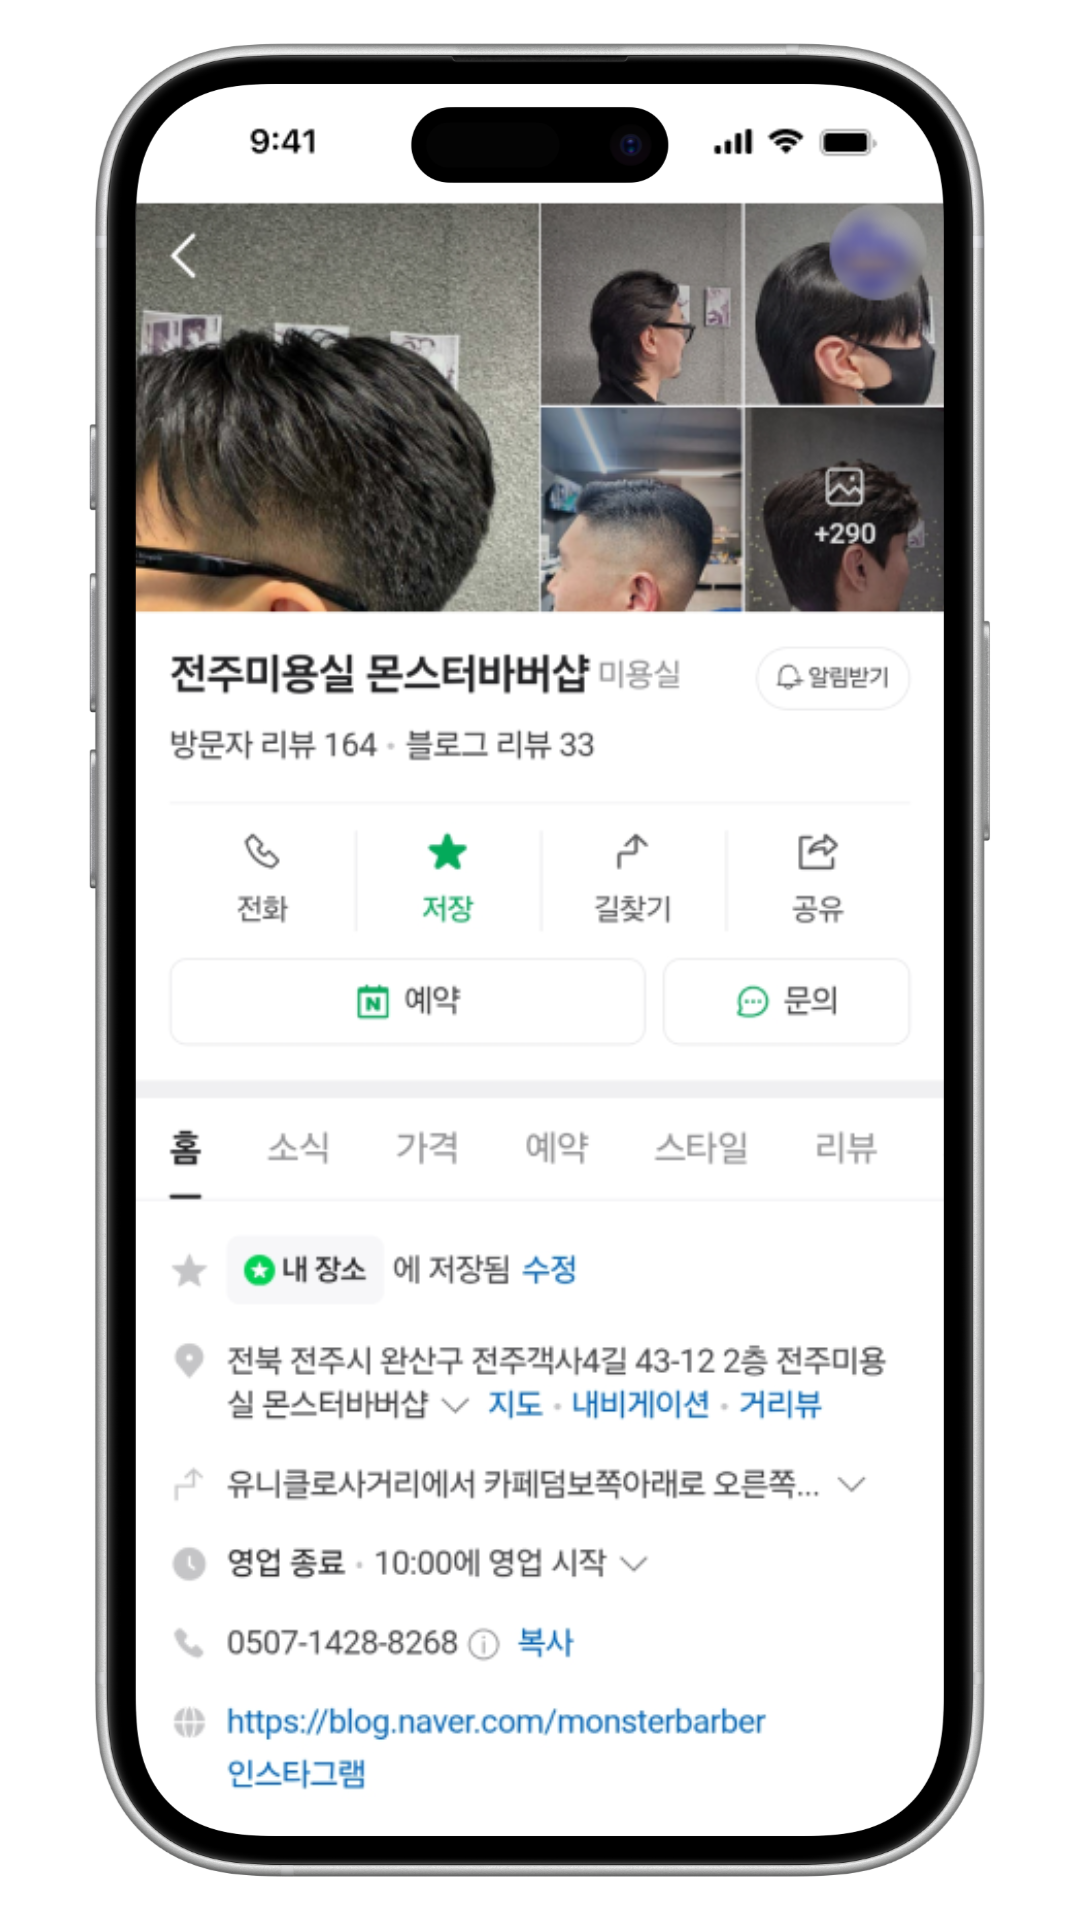 9:41
+290
전주미용실 몬스터바버샵 미용실
알림받기
방문자 리뷰 164 · 블로그 리뷰 33
전화 저장 길찾기 공유
예약 문의
홈 소식 가격 예약 스타일 리뷰
내 장소 에 저장됨 수정
전북 전주시 완산구 전주객사4길 43-12 2층 전주미용
실 몬스터바버샵 지도 · 내비게이션 · 거리뷰
유니클로사거리에서 카페덤보쪽아래로 오른쪽...
영업 종료 · 10:00에 영업 시작
0507-1428-8268 복사
https://blog.naver.com/monsterbarber
인스타그램